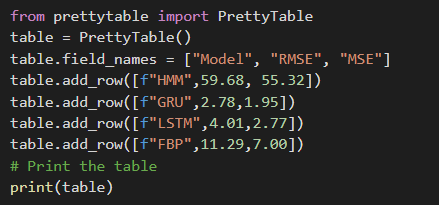 from prettytable import PrettyTable
table = PrettyTable()
table.field_names = ["Model", "RMSE", "MSE"]
table.add_row([f"HMM",59.68, 55.32])
table.add_row([f"GRU",2.78,1.95])
table.add_row([f"LSTM",4.01,2.77])
table.add_row([f"FBP",11.29,7.00])
# Print the table
print(table)